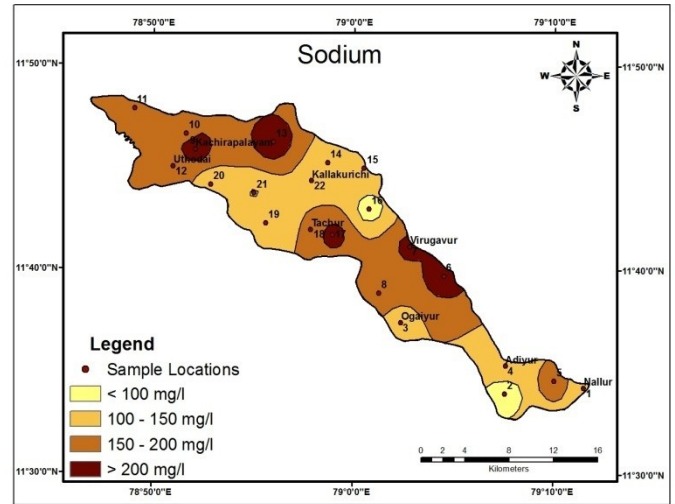 78°50'0"E 79°0'0"E 79°10'0"E
Sodium
N
W E
S
11°50'0"N 11°50'0"N
11
10
13
9
Kachirapalayam
14
15
Uthodai
12
20
Kallakurichi
22
21
16
19
Tachur
18 17
Virugavur
7
6
11°40'0"N 11°40'0"N
8
Ogaiyur
3
Adiyur
4
5
Nallur
1
2
Legend
Sample Locations
< 100 mg/l
100 - 150 mg/l
150 - 200 mg/l
> 200 mg/l
0 2 4 8 12 16
Kilometers
11°30'0"N 11°30'0"N
78°50'0"E 79°0'0"E 79°10'0"E